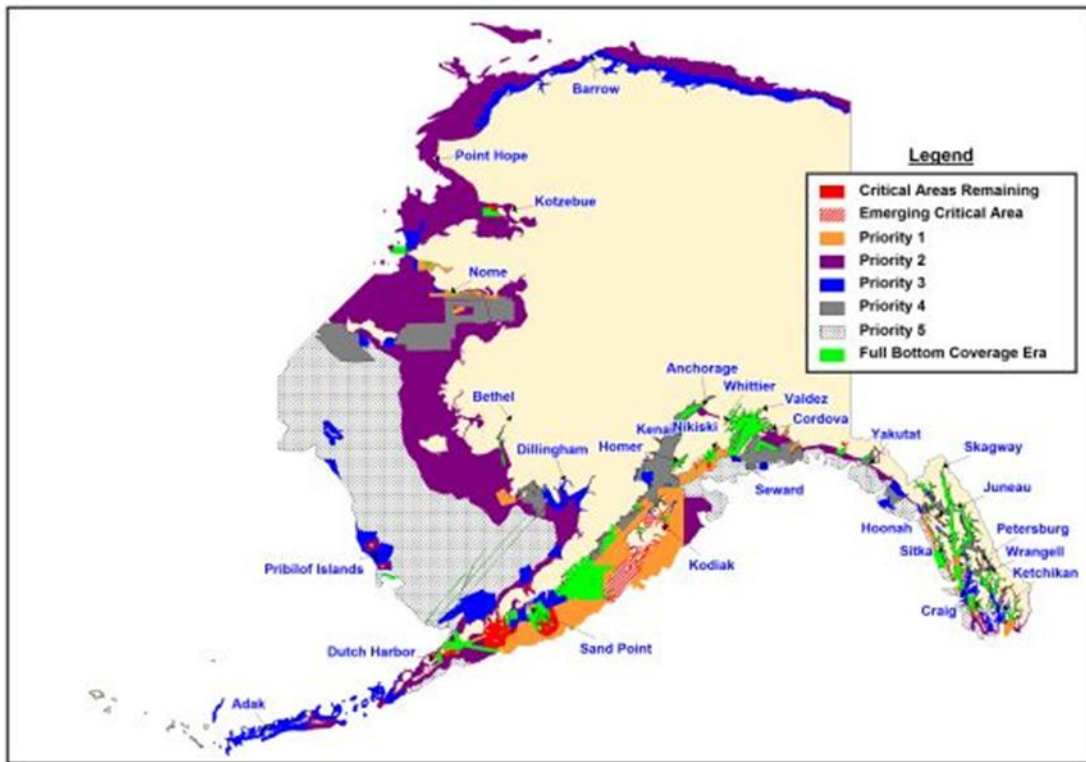 Barrow
Point Hope
Kotzebue
Nome
Legend
Critical Areas Remaining
Emerging Critical Area
Priority 1
Priority 2
Priority 3
Priority 4
Priority 5
Full Bottom Coverage Era
Anchorage
Whittier
Bethel
Valdez
Kenai
Nikiski
Cordova
Dillingham
Homer
Yakutat
Skagway
Seward
Juneau
Hoonah
Petersburg
Sitka
Wrangell
Pribilof Islands
Kodiak
Ketchikan
Craig
Dutch Harbor
Sand Point
Adak